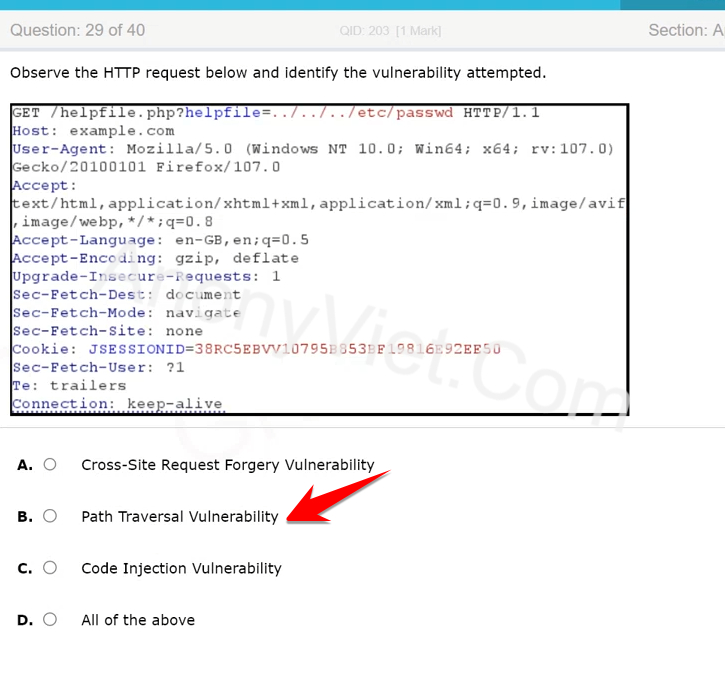 Question: 29 of 40
QID: 203 [1 Mark]
Section: A
Observe the HTTP request below and identify the vulnerability attempted.
GET /helpfile.php?helpfile=../../../etc/passwd HTTP/1.1
Host: example.com
User-Agent: Mozilla/5.0 (Windows NT 10.0; Win64; x64; rv:107.0)
Gecko/20100101 Firefox/107.0
Accept:
text/html,application/xhtml+xml,application/xml;q=0.9,image/avif
,image/webp,*/*;q=0.8
Accept-Language: en-GB,en;q=0.5
Accept-Encoding: gzip, deflate
Upgrade-Insecure-Requests: 1
Sec-Fetch-Dest: document
Sec-Fetch-Mode: navigate
Sec-Fetch-Site: none
Cookie: JSESSIONID=38RC5EBVV10795B853BF19816E92EE50
Sec-Fetch-User: ?1
Te: trailers
Connection: keep-alive
AnonyViet.Com
A. Cross-Site Request Forgery Vulnerability
B. Path Traversal Vulnerability
C. Code Injection Vulnerability
D. All of the above